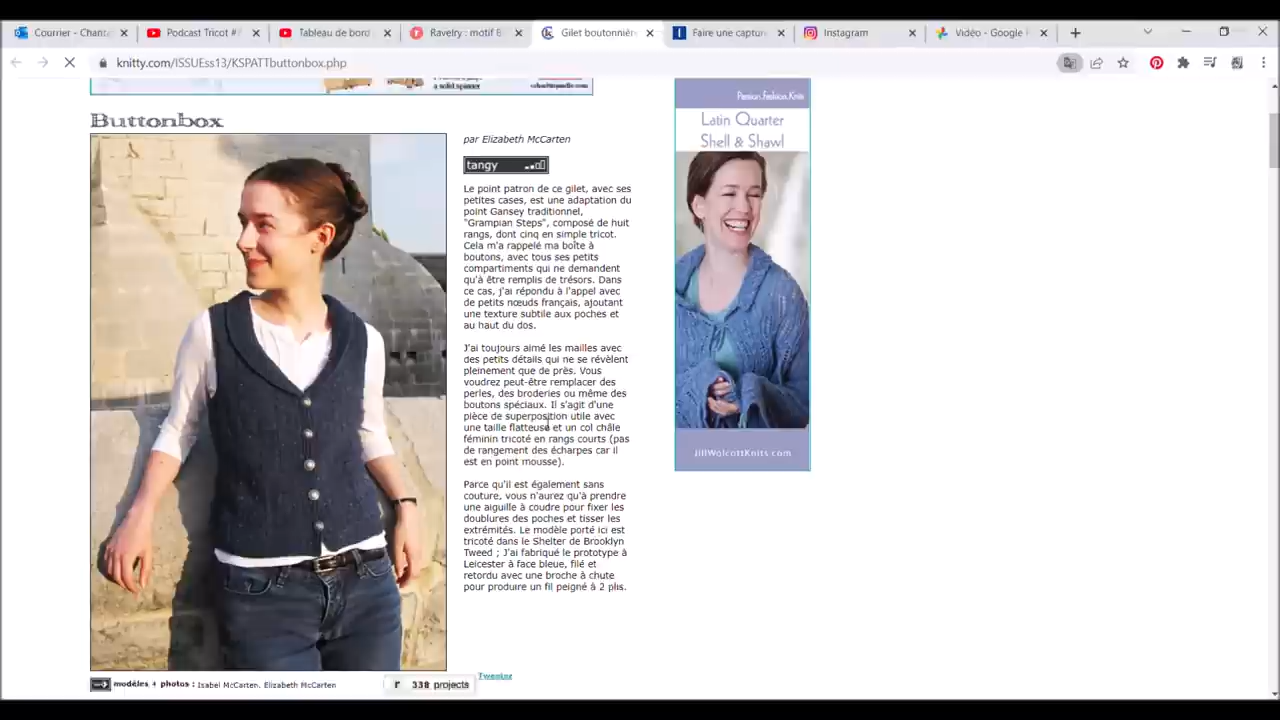 Courrier - Chanta
Podcast Tricot #
Tableau de bord
Ravelry : motif B
Gilet boutonnière
Faire une capture
Instagram
Vidéo - Google
knitty.com/ISSUEss13/KSPATTbuttonbox.php
a solid spinner
Buttonbox
par Elizabeth McCarten
tangy
Le point patron de ce gilet, avec ses
petites cases, est une adaptation du
point Gansey traditionnel,
"Grampian Steps", composé de huit
rangs, dont cinq en simple tricot.
Cela m'a rappelé ma boîte à
boutons, avec tous ses petits
compartiments qui ne demandent
qu'à être remplis de trésors. Dans
ce cas, j'ai répondu à l'appel avec
de petits nœuds français, ajoutant
une texture subtile aux poches et
au haut du dos.
J'ai toujours aimé les mailles avec
des petits détails qui ne se révèlent
pleinement que de près. Vous
voudrez peut-être remplacer des
perles, des broderies ou même des
boutons spéciaux. Il s'agit d'une
pièce de superposition utile avec
une taille flatteuse et un col châle
féminin tricoté en rangs courts (pas
de rangement des écharpes car il
est en point mousse).
Parce qu'il est également sans
couture, vous n'aurez qu'à prendre
une aiguille à coudre pour fixer les
doublures des poches et tisser les
extrémités. Le modèle porté ici est
tricoté dans le Shelter de Brooklyn
Tweed ; J'ai fabriqué le prototype à
Leicester à face bleue, filé et
retordu avec une broche à chute
pour produire un fil peigné à 2 plis.
Passion.Fashion.Knits
Latin Quarter
Shell & Shawl
JillWolcottKnits.com
modèles + photos : Isabel McCarten, Elizabeth McCarten
r 338 projects